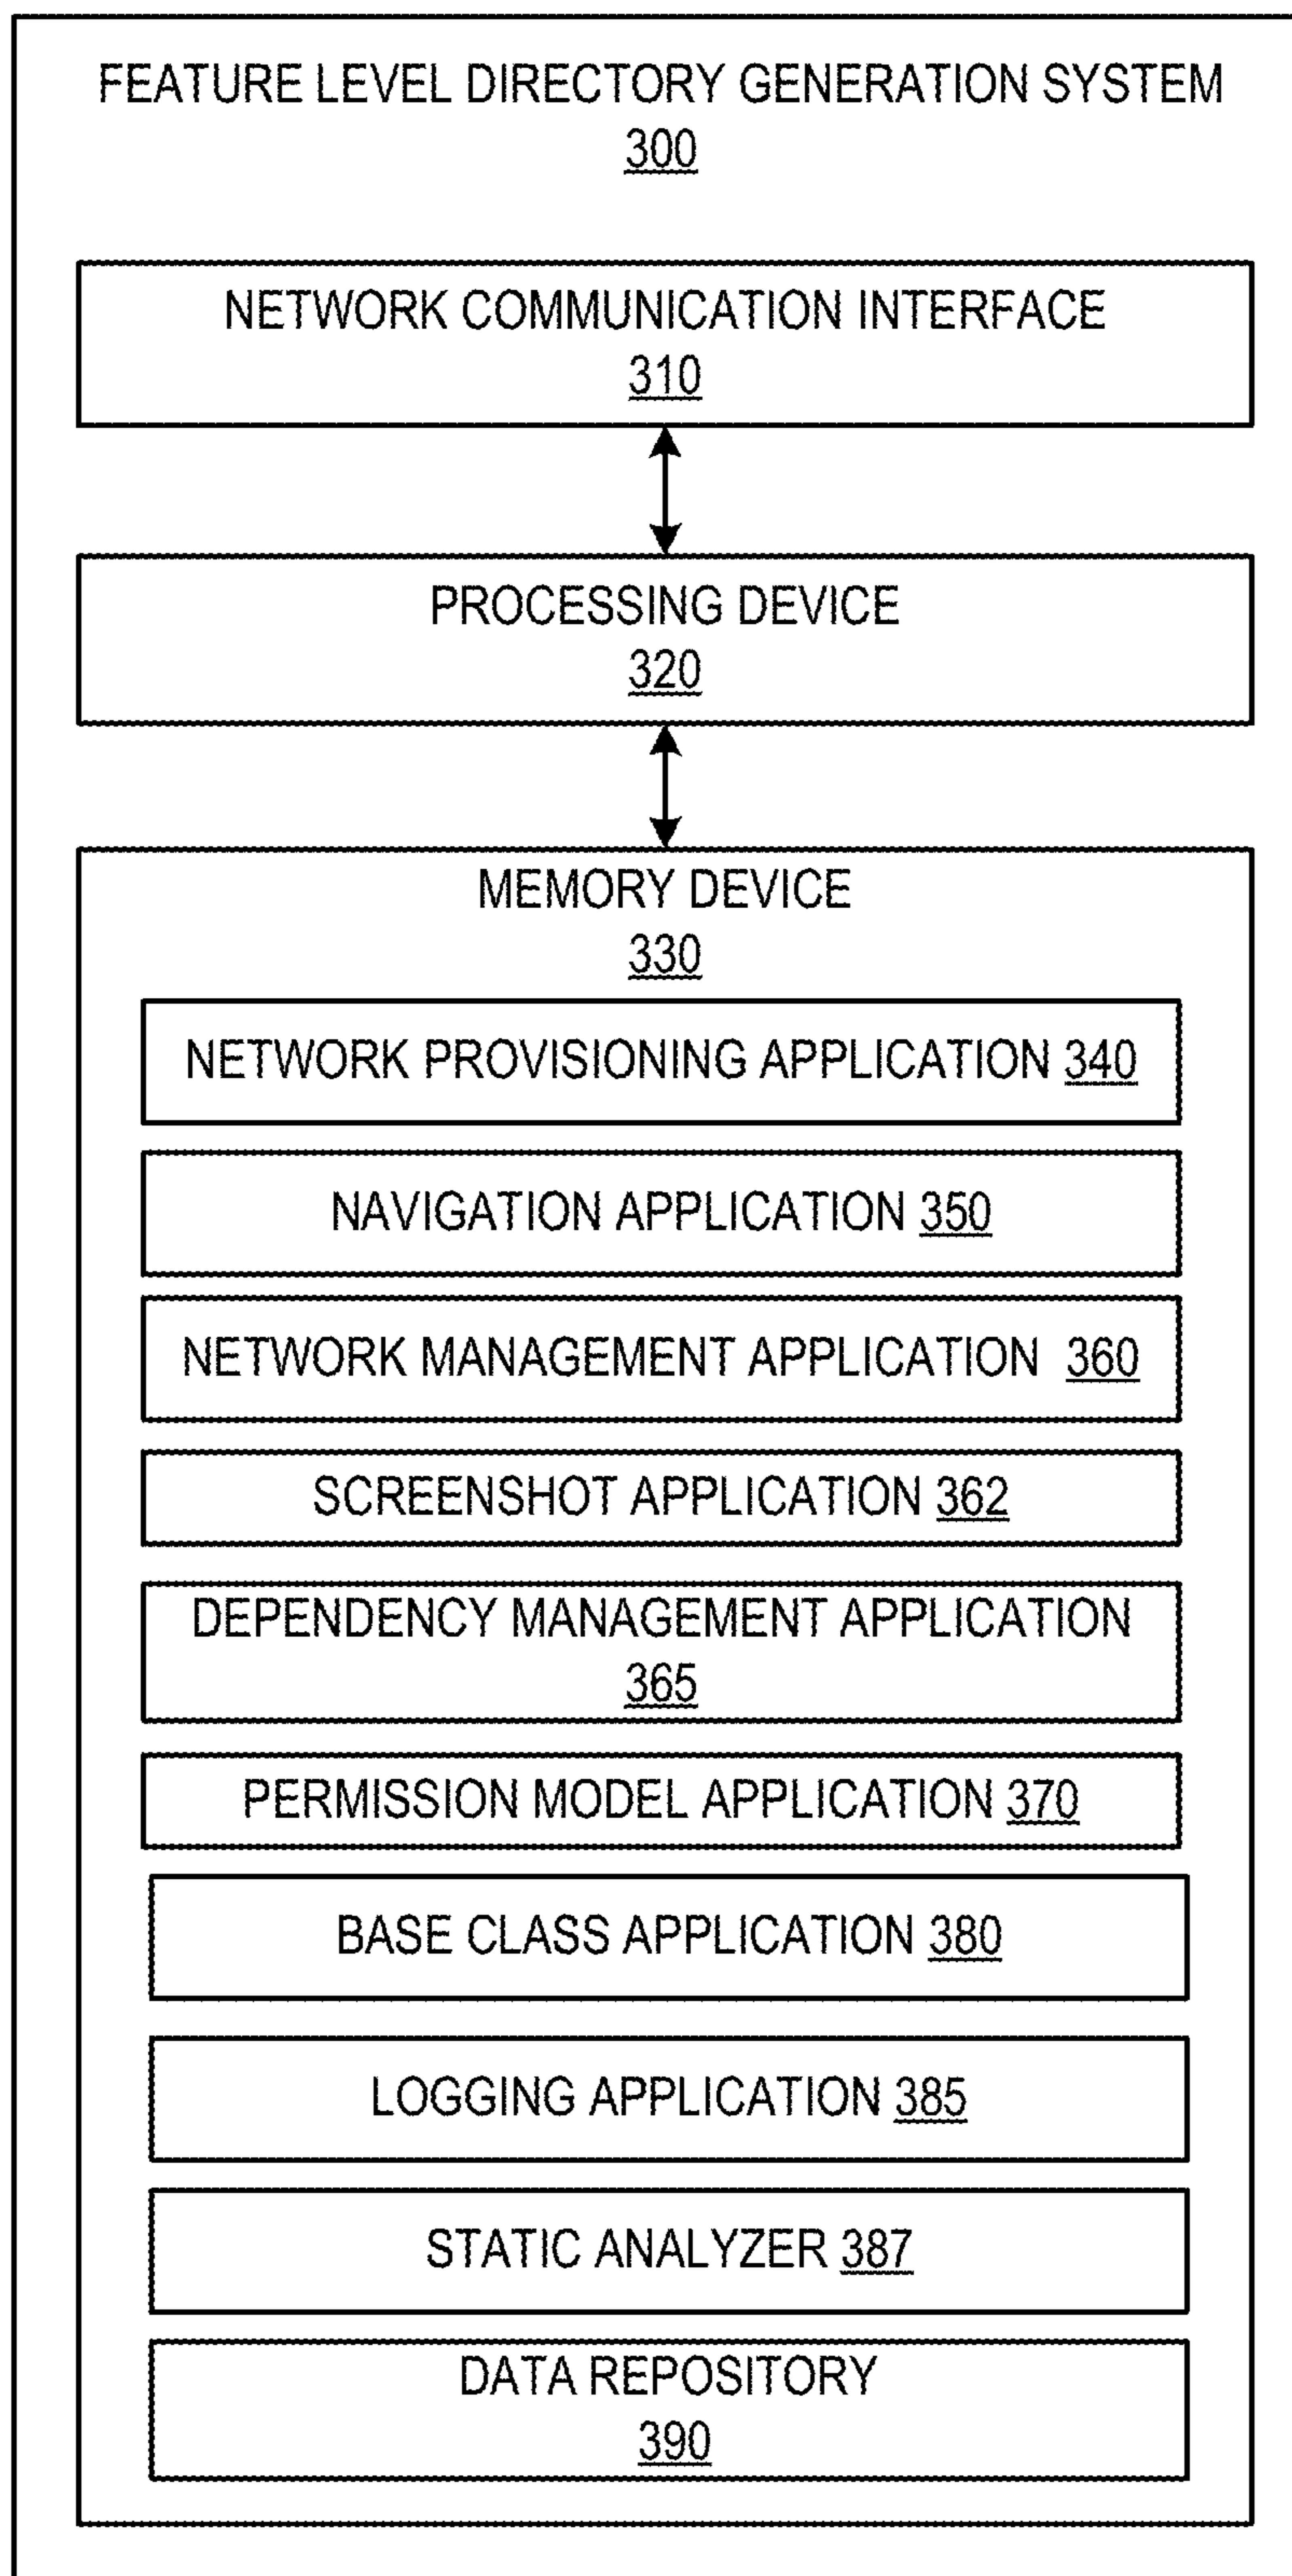 FEATURE LEVEL DIRECTORY GENERATION SYSTEM
300
NETWORK COMMUNICATION INTERFACE
310
PROCESSING DEVICE
320
MEMORY DEVICE
330
NETWORK PROVISIONING APPLICATION 340
NAVIGATION APPLICATION 350
NETWORK MANAGEMENT APPLICATION 360
SCREENSHOT APPLICATION 362
DEPENDENCY MANAGEMENT APPLICATION
365
PERMISSION MODEL APPLICATION 370
BASE CLASS APPLICATION 380
LOGGING APPLICATION 385
STATIC ANALYZER 387
DATA REPOSITORY
390